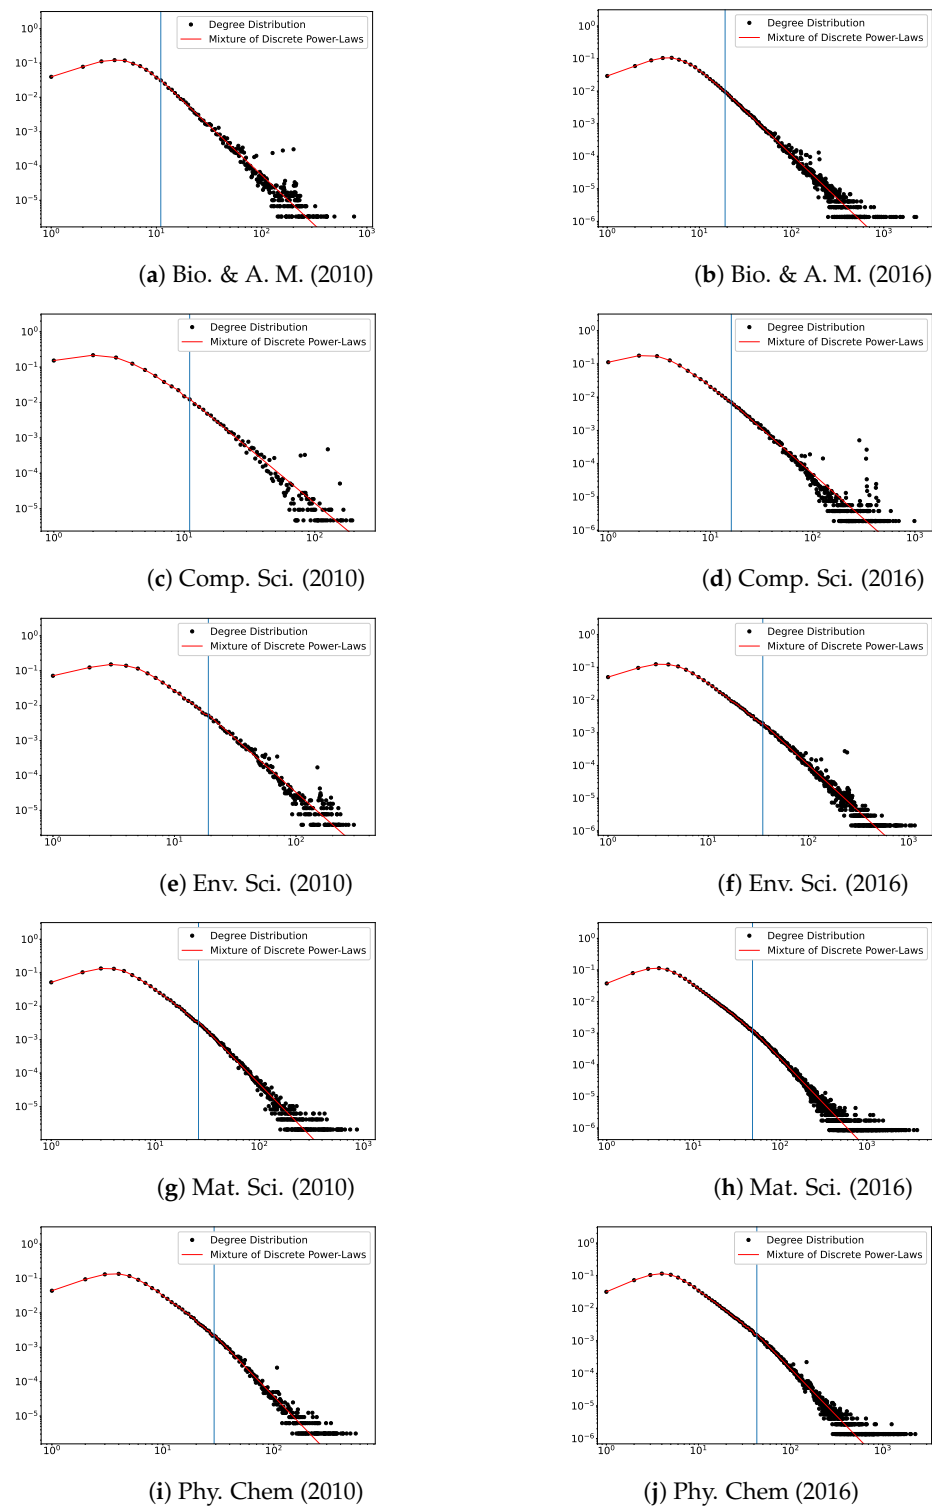 Degree Distribution
Mixture of Discrete Power-Laws
10⁰
10⁻¹
10⁻²
10⁻³
10⁻⁴
10⁻⁵
10⁰ 10¹ 10² 10³
(a) Bio. & A. M. (2010)
Degree Distribution
Mixture of Discrete Power-Laws
10⁰
10⁻¹
10⁻²
10⁻³
10⁻⁴
10⁻⁵
10⁻⁶
10⁰ 10¹ 10² 10³
(b) Bio. & A. M. (2016)
Degree Distribution
Mixture of Discrete Power-Laws
10⁰
10⁻¹
10⁻²
10⁻³
10⁻⁴
10⁻⁵
10⁰ 10¹ 10²
(c) Comp. Sci. (2010)
Degree Distribution
Mixture of Discrete Power-Laws
10⁰
10⁻¹
10⁻²
10⁻³
10⁻⁴
10⁻⁵
10⁻⁶
10⁰ 10¹ 10² 10³
(d) Comp. Sci. (2016)
Degree Distribution
Mixture of Discrete Power-Laws
10⁰
10⁻¹
10⁻²
10⁻³
10⁻⁴
10⁻⁵
10⁰ 10¹ 10²
(e) Env. Sci. (2010)
Degree Distribution
Mixture of Discrete Power-Laws
10⁰
10⁻¹
10⁻²
10⁻³
10⁻⁴
10⁻⁵
10⁻⁶
10⁰ 10¹ 10² 10³
(f) Env. Sci. (2016)
Degree Distribution
Mixture of Discrete Power-Laws
10⁰
10⁻¹
10⁻²
10⁻³
10⁻⁴
10⁻⁵
10⁰ 10¹ 10² 10³
(g) Mat. Sci. (2010)
Degree Distribution
Mixture of Discrete Power-Laws
10⁰
10⁻¹
10⁻²
10⁻³
10⁻⁴
10⁻⁵
10⁻⁶
10⁰ 10¹ 10² 10³
(h) Mat. Sci. (2016)
Degree Distribution
Mixture of Discrete Power-Laws
10⁰
10⁻¹
10⁻²
10⁻³
10⁻⁴
10⁻⁵
10⁰ 10¹ 10²
(i) Phy. Chem (2010)
Degree Distribution
Mixture of Discrete Power-Laws
10⁰
10⁻¹
10⁻²
10⁻³
10⁻⁴
10⁻⁵
10⁻⁶
10⁰ 10¹ 10² 10³
(j) Phy. Chem (2016)